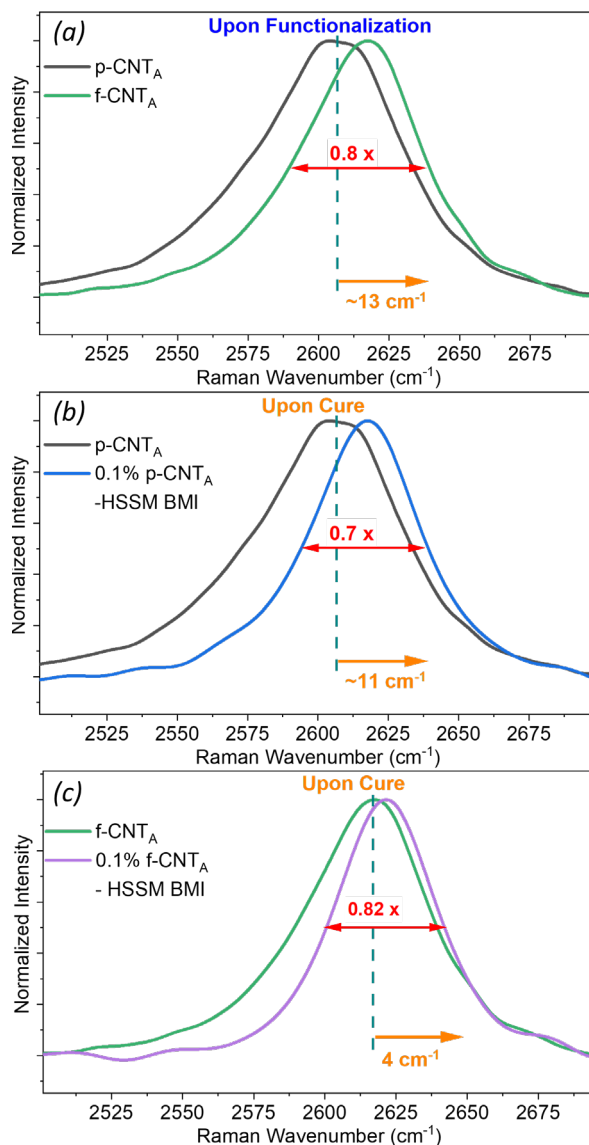 (a)
Upon Functionalization
p-CNTA
f-CNTA
0.8 x
~13 cm-1
Normalized Intensity
2525 2550 2575 2600 2625 2650 2675
Raman Wavenumber (cm-1)
(b)
Upon Cure
p-CNTA
0.1% p-CNTA
-HSSM BMI
0.7 x
~11 cm-1
Normalized Intensity
2525 2550 2575 2600 2625 2650 2675
Raman Wavenumber (cm-1)
(c)
Upon Cure
f-CNTA
0.1% f-CNTA
- HSSM BMI
0.82 x
4 cm-1
Normalized Intensity
2525 2550 2575 2600 2625 2650 2675
Raman Wavenumber (cm-1)